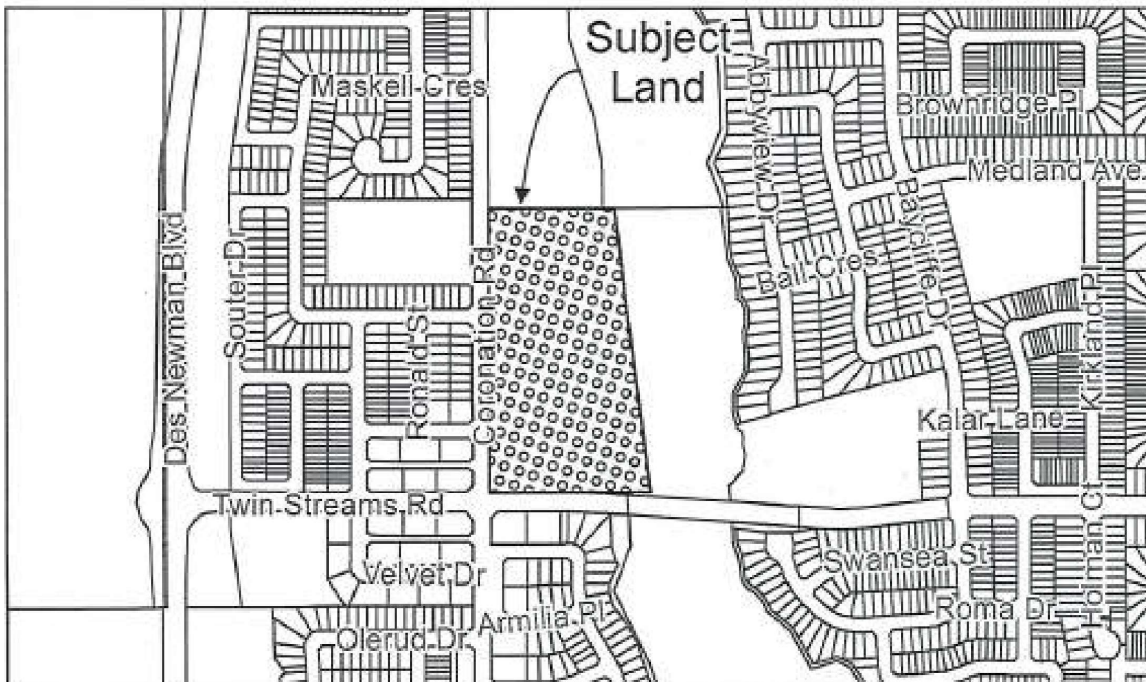 Subject
Land
Maskell Cres
Abbyview Dr
Brownridge Pl
Medland Ave
Des Newman Blvd
Souter Dr
Ronald St
Coronation Rd
Ball Cres
Baycliffe Dr
Kirkland Pl
Kalar Lane
Twin Streams Rd
Holman Ct
Velvet Dr
Swansea St
Armilia Pl
Roma Dr
Olerud Dr